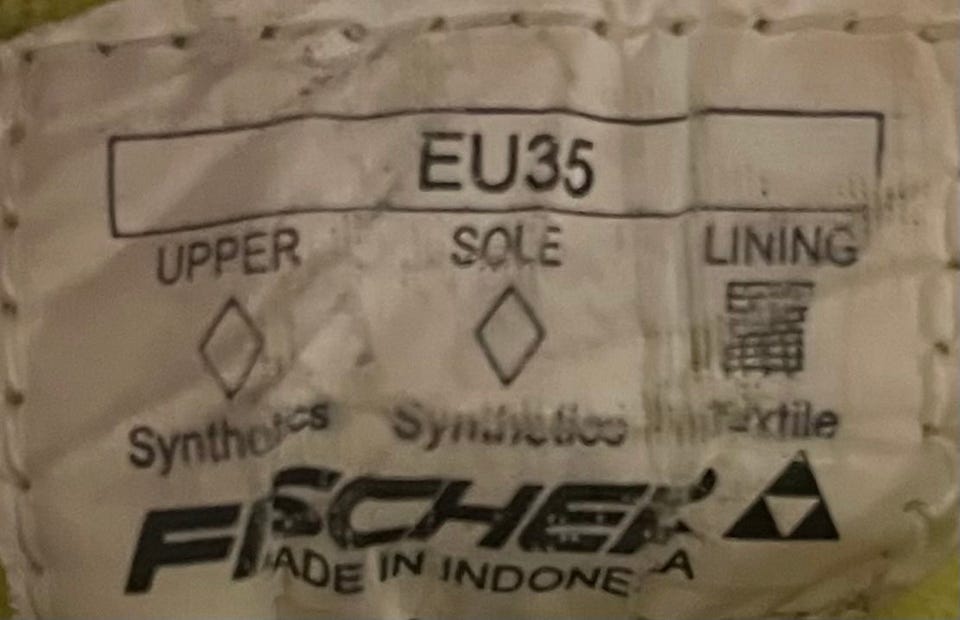 EU35
UPPER SOLE LINING
Synthetics Synthetics Textile
FISCHER
MADE IN INDONESIA